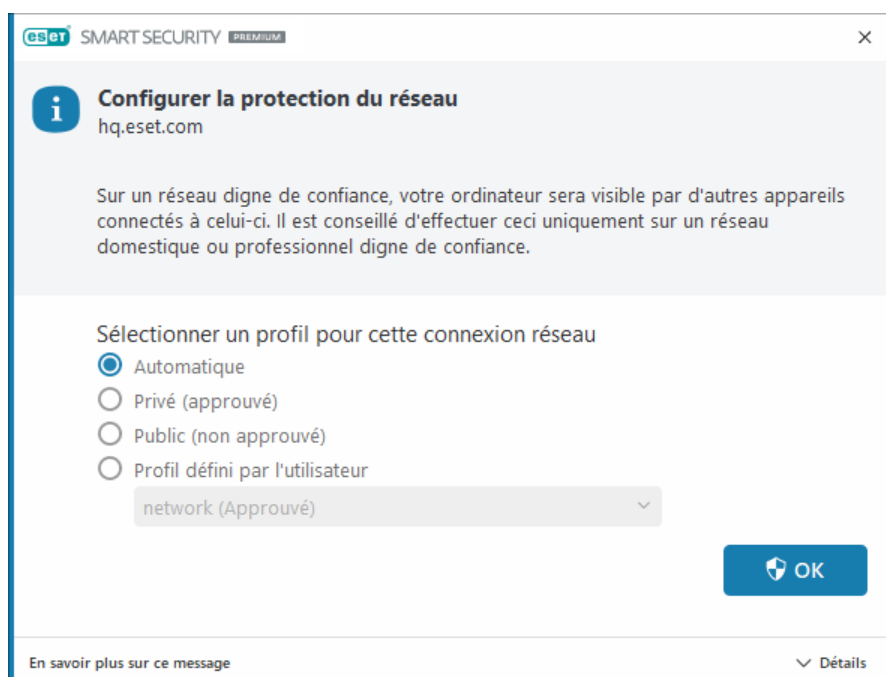 eset SMART SECURITY PREMIUM
Configurer la protection du réseau
hq.eset.com
Sur un réseau digne de confiance, votre ordinateur sera visible par d'autres appareils
connectés à celui-ci. Il est conseillé d'effectuer ceci uniquement sur un réseau
domestique ou professionnel digne de confiance.
Sélectionner un profil pour cette connexion réseau
Automatique
Privé (approuvé)
Public (non approuvé)
Profil défini par l'utilisateur
network (Approuvé)
OK
En savoir plus sur ce message Détails